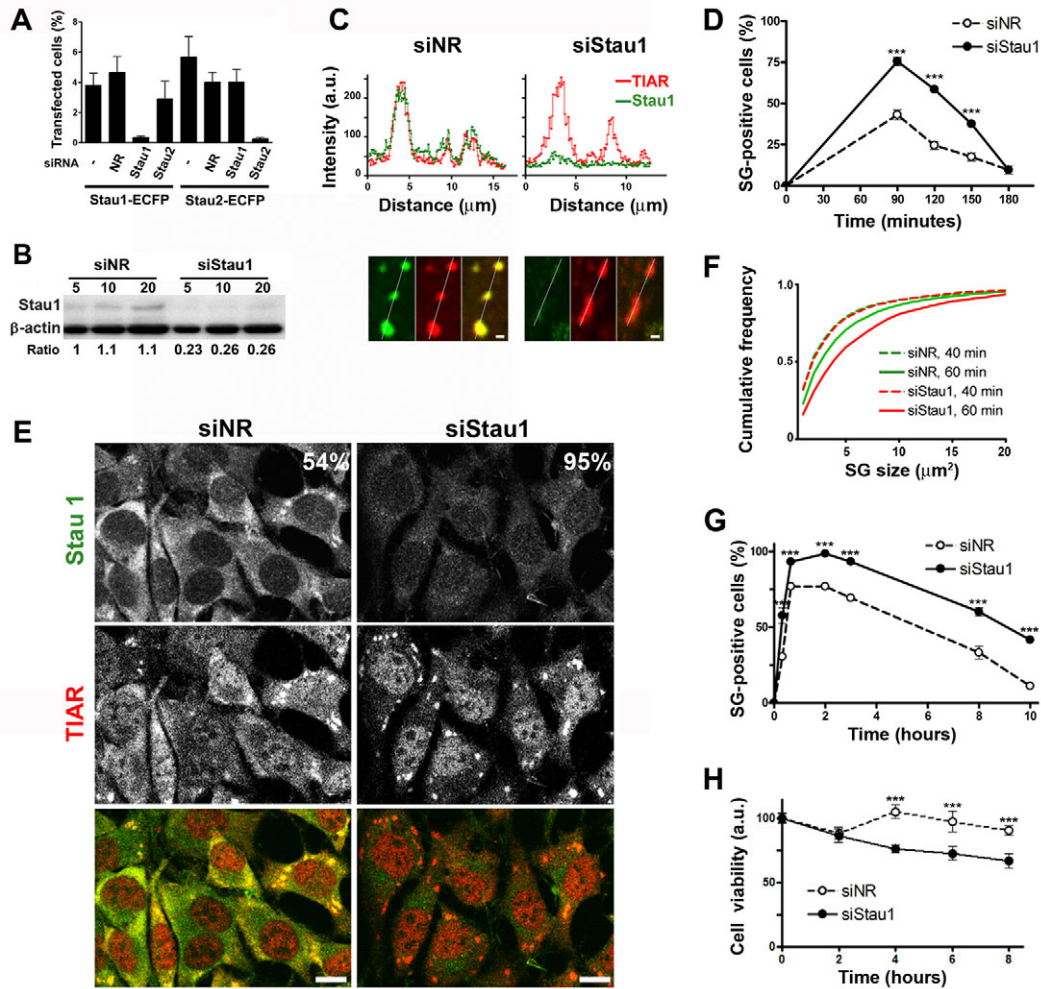 A
Transfected cells (%)
8
6
4
2
0
siRNA
- NR Stau1 Stau2 - NR Stau1 Stau2
Stau1-ECFP Stau2-ECFP
B
siNR siStau1
5 10 20 5 10 20
Stau1
β-actin
Ratio 1 1.1 1.1 0.23 0.26 0.26
C
siNR siStau1
Intensity (a.u.)
200
100
0
TIAR
Stau1
0 5 10 15 0 5 10
Distance (μm) Distance (μm)
D
SG-positive cells (%)
100
75
50
25
0
siNR
siStau1
*** *** ***
0 30 60 90 120 150 180
Time (minutes)
E
siNR siStau1
54% 95%
Stau 1
TIAR
F
Cumulative frequency
1.0
0.5
0
siNR, 40 min
siNR, 60 min
siStau1, 40 min
siStau1, 60 min
5 10 15 20
SG size (μm²)
G
SG-positive cells (%)
100
75
50
25
0
siNR
siStau1
*** *** *** *** ***
0 2 4 6 8 10
Time (hours)
H
Cell viability (a.u.)
100
75
50
0
*** *** ***
siNR
siStau1
0 2 4 6 8
Time (hours)